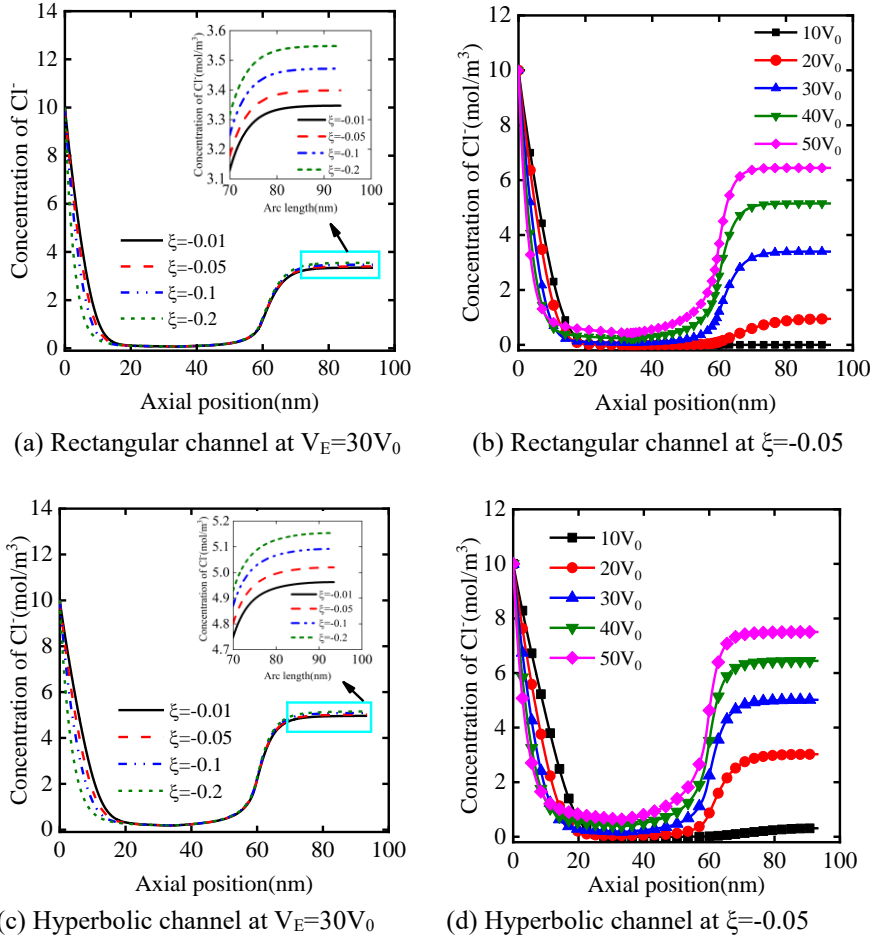 14
12
10
8
6
4
2
0
Concentration of Cl⁻
0 20 40 60 80 100
Axial position(nm)
ξ=-0.01
ξ=-0.05
ξ=-0.1
ξ=-0.2
3.6
3.5
3.4
3.3
3.2
3.1
Concentration of Cl⁻(mol/m³)
70 80 90 100
Arc length(nm)
ξ=-0.01
ξ=-0.05
ξ=-0.1
ξ=-0.2
(a) Rectangular channel at V_E=30V₀
12
10
8
6
4
2
0
Concentration of Cl⁻(mol/m³)
0 20 40 60 80 100
Axial position(nm)
10V₀
20V₀
30V₀
40V₀
50V₀
(b) Rectangular channel at ξ=-0.05
14
12
10
8
6
4
2
0
Concentration of Cl⁻(mol/m³)
0 20 40 60 80 100
Axial position(nm)
ξ=-0.01
ξ=-0.05
ξ=-0.1
ξ=-0.2
5.2
5.1
5.0
4.9
4.8
4.7
Concentration of Cl⁻(mol/m³)
70 80 90 100
Arc length(nm)
ξ=-0.01
ξ=-0.05
ξ=-0.1
ξ=-0.2
(c) Hyperbolic channel at V_E=30V₀
12
10
8
6
4
2
0
Concentration of Cl⁻(mol/m³)
0 20 40 60 80 100
Axial position(nm)
10V₀
20V₀
30V₀
40V₀
50V₀
(d) Hyperbolic channel at ξ=-0.05